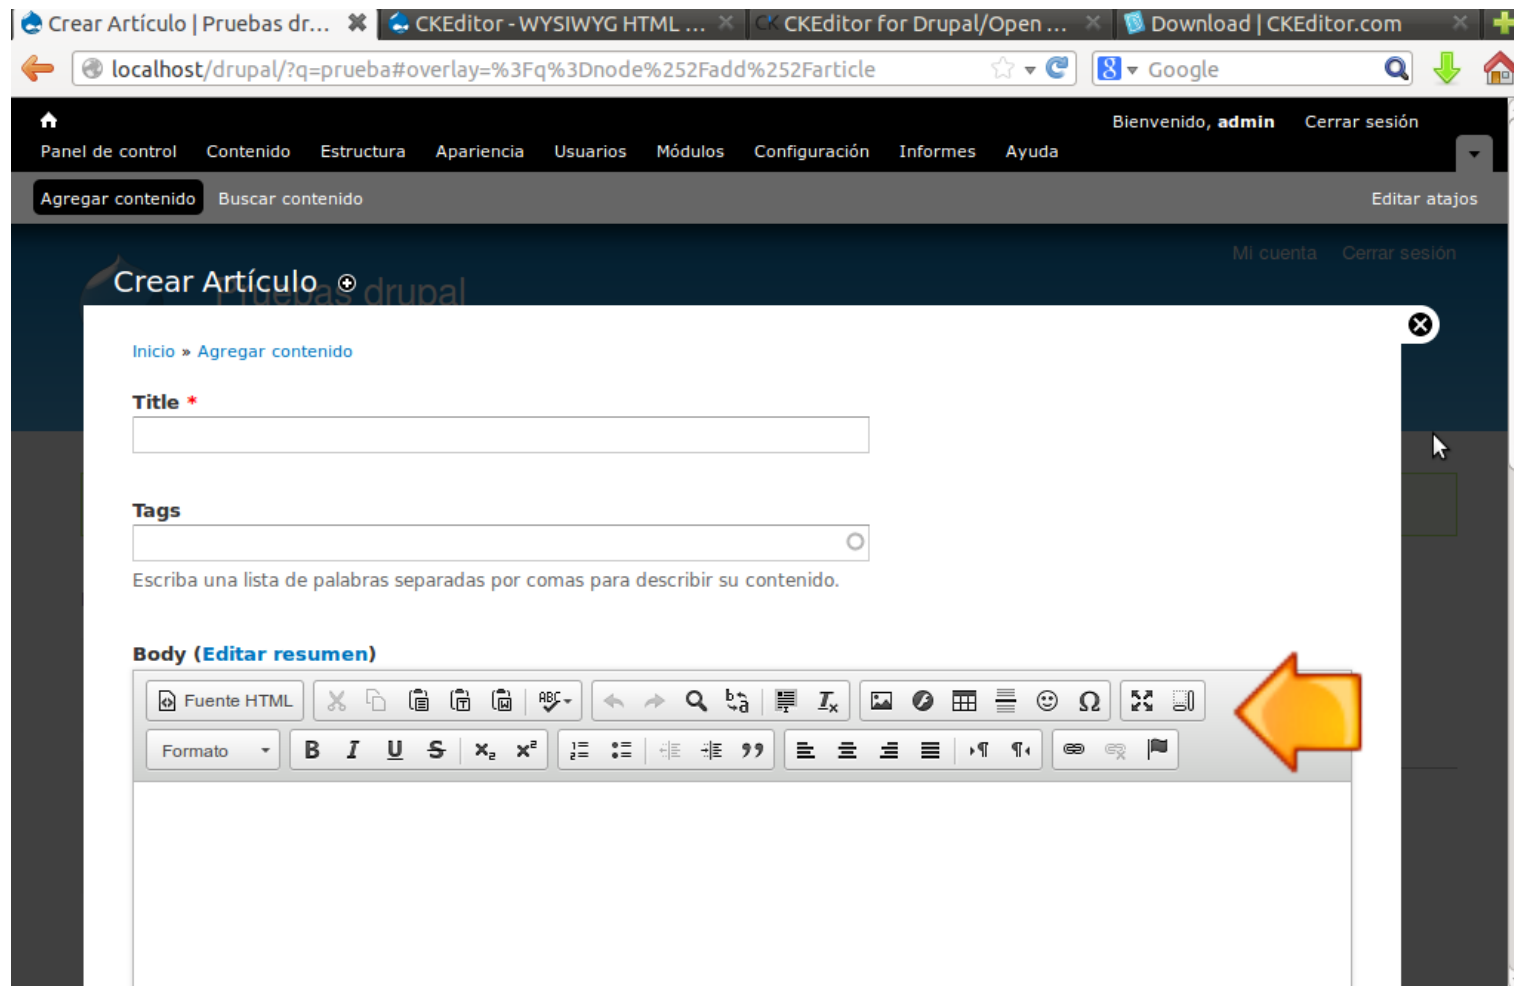 Crear Artículo | Pruebas dr... CKEditor - WYSIWYG HTML ... CKEditor for Drupal/Open ... Download | CKEditor.com
localhost/drupal/?q=prueba#overlay=%3Fq%3Dnode%252Fadd%252Farticle Google
Bienvenido, admin Cerrar sesión
Panel de control Contenido Estructura Apariencia Usuarios Módulos Configuración Informes Ayuda
Agregar contenido Buscar contenido Editar atajos
Mi cuenta Cerrar sesión
Crear Artículo
Pruebas drupal
Inicio » Agregar contenido
Title *
Tags
Escriba una lista de palabras separadas por comas para describir su contenido.
Body (Editar resumen)
Fuente HTML
Formato